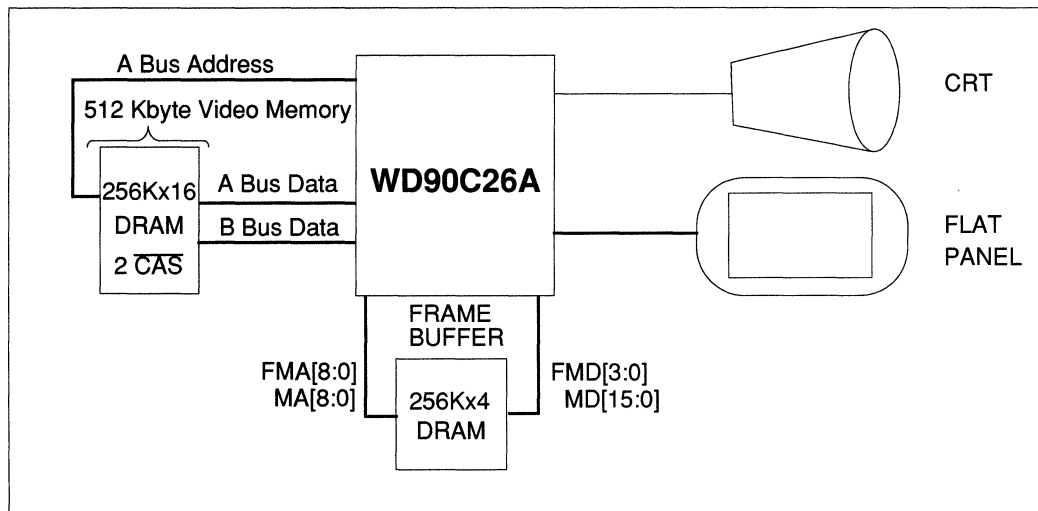 A Bus Address
512 Kbyte Video Memory
256Kx16
DRAM
2 C̅A̅S̅
A Bus Data
B Bus Data
WD90C26A
CRT
FLAT
PANEL
FRAME
BUFFER
FMA[8:0]
MA[8:0]
256Kx4
DRAM
FMD[3:0]
MD[15:0]